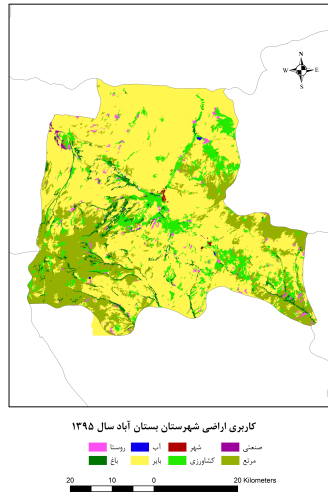 N
W E
S
کاربری اراضی شهرستان بستان آباد سال ۱۳۹۵
صنعتی شهر آب روستا
مرتع کشاورزی بایر باغ
20 10 0 20 Kilometers